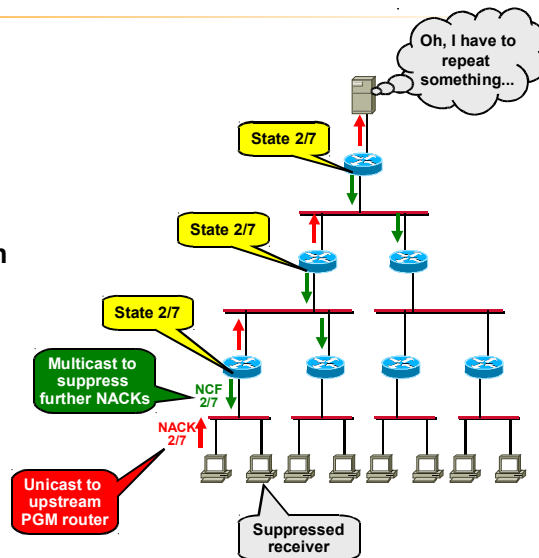 Oh, I have to
repeat
something...
State 2/7
State 2/7
n
State 2/7
Multicast to
suppress
further NACKs
NCF
2/7
NACK
2/7
Unicast to
upstream
PGM router
Suppressed
receiver